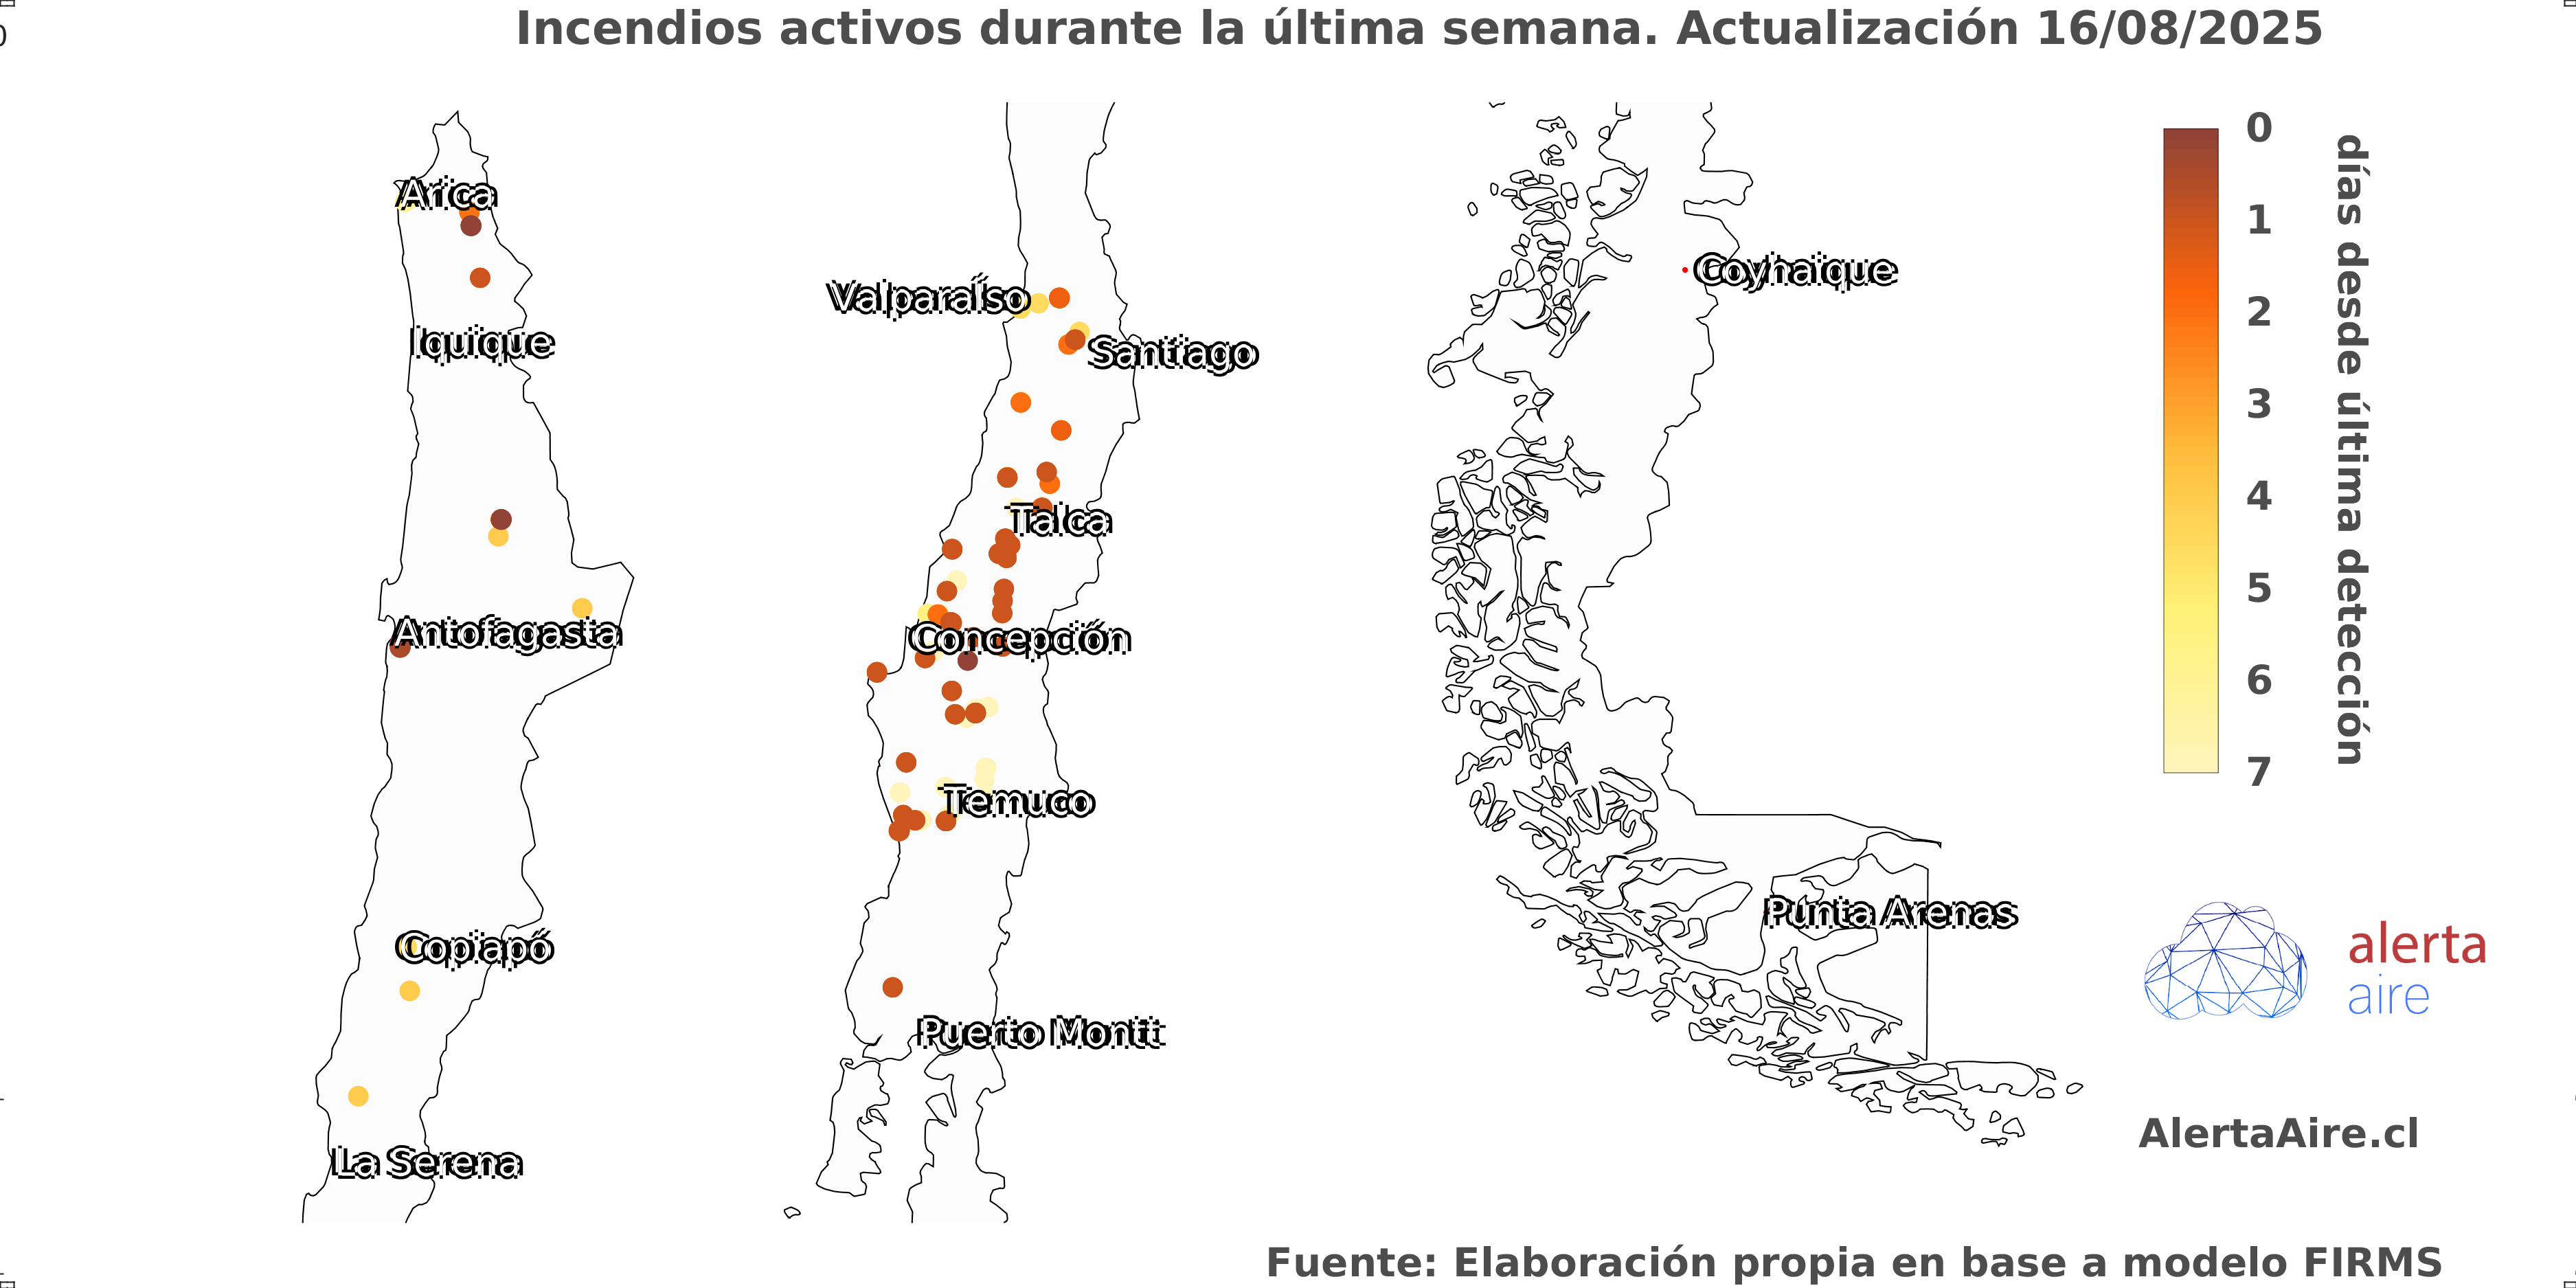 Incendios activos durante la última semana. Actualización 16/08/2025
0
Arica
Iquique
Antofagasta
Copiapó
La Serena
Valparaíso
Santiago
Talca
Concepción
Temuco
Puerto Montt
Coyhaique
Punta Arenas
0
1
2
3
4
5
6
7
días desde última detección
alerta
aire
AlertaAire.cl
Fuente: Elaboración propia en base a modelo FIRMS